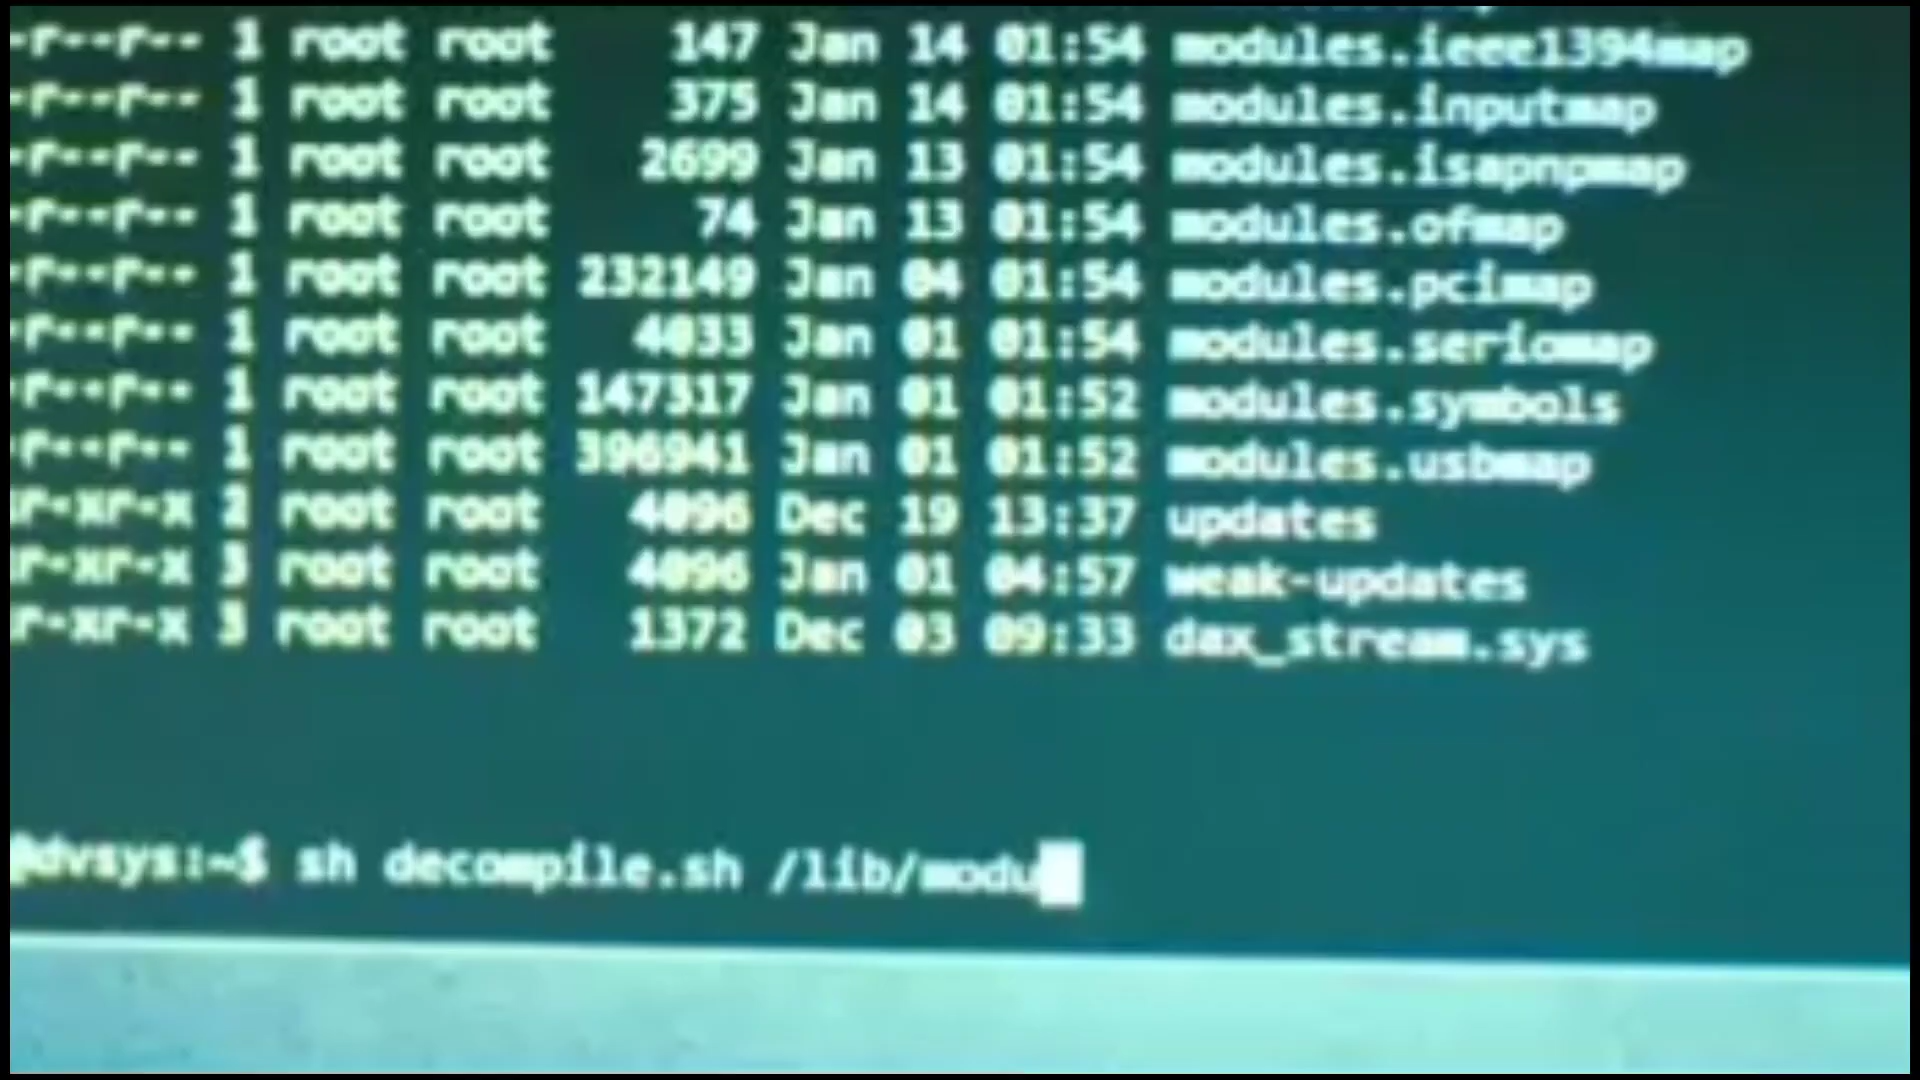 -r--r-- 1 root root 147 Jan 14 01:54 modules.ieee1394map
-r--r-- 1 root root 375 Jan 14 01:54 modules.inputmap
-r--r-- 1 root root 2699 Jan 13 01:54 modules.isapnpmap
-r--r-- 1 root root 74 Jan 13 01:54 modules.ofmap
-r--r-- 1 root root 232149 Jan 04 01:54 modules.pcimap
-r--r-- 1 root root 4033 Jan 01 01:54 modules.seriomap
-r--r-- 1 root root 147317 Jan 01 01:52 modules.symbols
-r--r-- 1 root root 396941 Jan 01 01:52 modules.usbmap
xr-xr-x 2 root root 4096 Dec 19 13:37 updates
xr-xr-x 3 root root 4096 Jan 01 04:57 weak-updates
xr-xr-x 3 root root 1372 Dec 03 09:33 dax_stream.sys
@dvsys:~$ sh decompile.sh /lib/modu